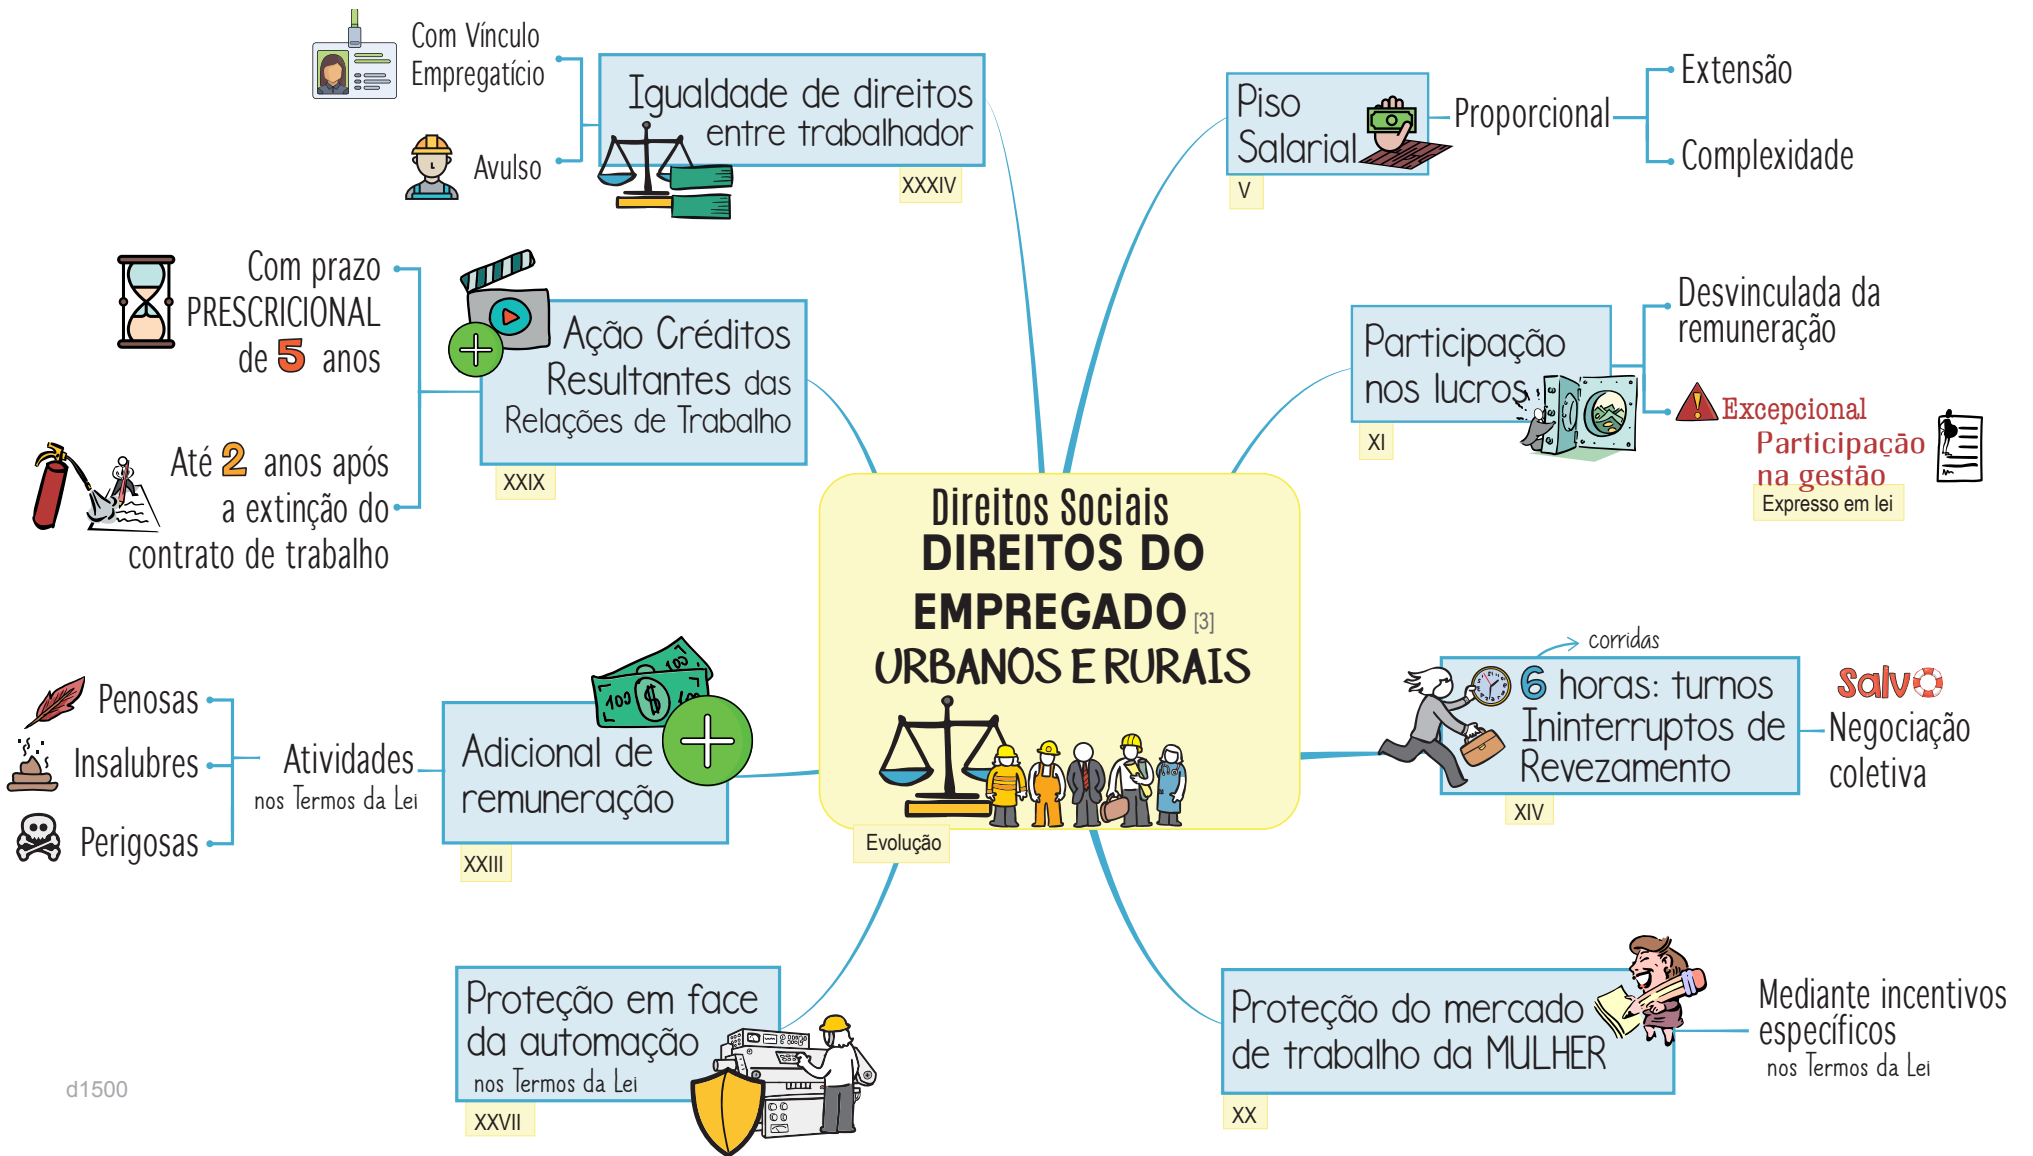 Direitos Sociais
DIREITOS DO
EMPREGADO [3]
URBANOS E RURAIS
Evolução
Piso
Salarial
V
Proporcional
Extensão
Complexidade
Participação
nos lucros
XI
Desvinculada da
remuneração
Excepcional
Participação
na gestão
Expresso em lei
corridas
6 horas: turnos
Ininterruptos de
Revezamento
XIV
Salvo
Negociação
coletiva
Proteção do mercado
de trabalho da MULHER
XX
Mediante incentivos
específicos
nos Termos da Lei
Proteção em face
da automação
nos Termos da Lei
XXVII
Adicional de
remuneração
XXIII
100
100
Atividades
nos Termos da Lei
Penosas
Insalubres
Perigosas
Ação Créditos
Resultantes das
Relações de Trabalho
XXIX
Com prazo
PRESCRICIONAL
de 5 anos
Até 2 anos após
a extinção do
contrato de trabalho
Igualdade de direitos
entre trabalhador
XXXIV
Com Vínculo
Empregatício
Avulso
d1500